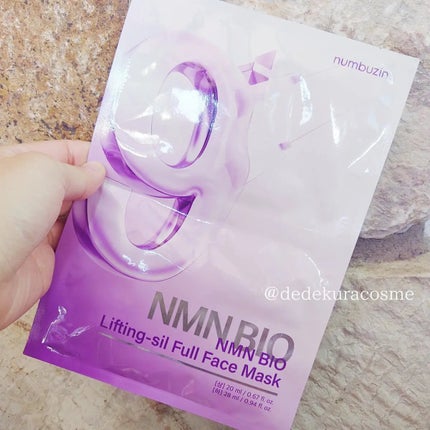 numbuzin
9+
@dedekuracosme
NMN BIO
NMN BIO
Lifting-sil Full Face Mask
[상] 20 ml / 0.67 fl. oz.
[하] 28 ml / 0.94 fl. oz.